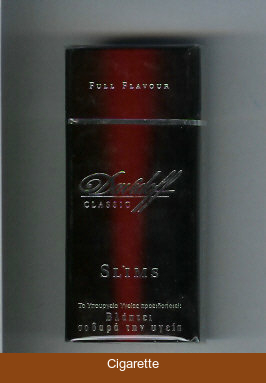 Full Flavour
Davidoff
CLASSIC
Slims
Το Υπουργείο Υγείας προειδοποιεί:
Βλάπτει
σοβαρά την υγεία
Cigarette